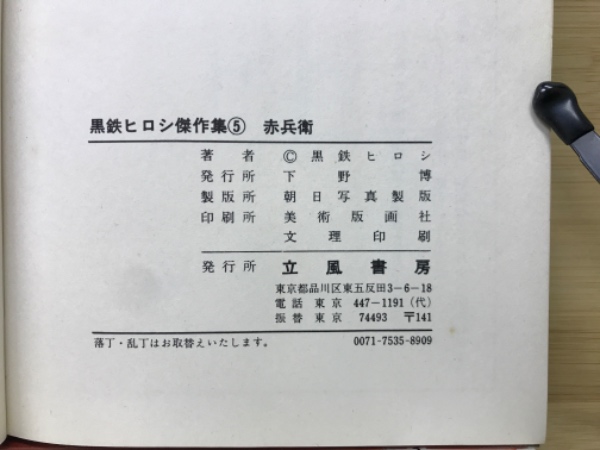 黒鉄ヒロシ傑作集⑤ 赤兵衛
著者 ©黒鉄ヒロシ
発行所 下野博
製版所 朝日写真製版
印刷所 美術版画社
文理印刷
発行所 立風書房
東京都品川区東五反田3-6-18
電話 東京 447-1191(代)
振替 東京 74493 〒141
落丁・乱丁はお取替えいたします。 0071-7535-8909